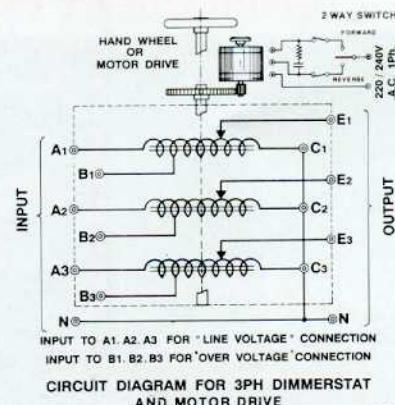 2 WAY SWITCH
HAND WHEEL
OR
MOTOR DRIVE
FORWARD
REVERSE
220 / 240V
A.C. 1Ph.
INPUT
OUTPUT
A1
B1
E1
C1
A2
B2
E2
C2
A3
B3
E3
C3
N
N
INPUT TO A1. A2. A3 FOR "LINE VOLTAGE" CONNECTION
INPUT TO B1. B2. B3 FOR "OVER VOLTAGE" CONNECTION
CIRCUIT DIAGRAM FOR 3PH DIMMERSTAT
AND MOTOR DRIVE